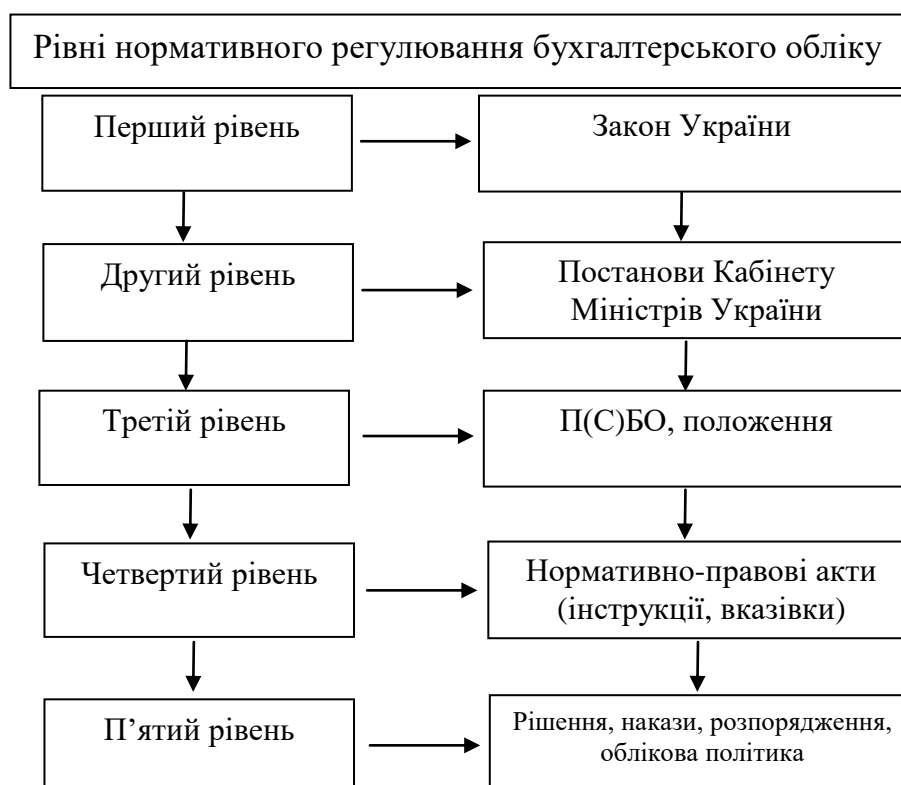 Рівні нормативного регулювання бухгалтерського обліку
Перший рівень
Закон України
Другий рівень
Постанови Кабінету
Міністрів України
Третій рівень
П(С)БО, положення
Четвертий рівень
Нормативно-правові акти
(інструкції, вказівки)
П’ятий рівень
Рішення, накази, розпорядження,
облікова політика